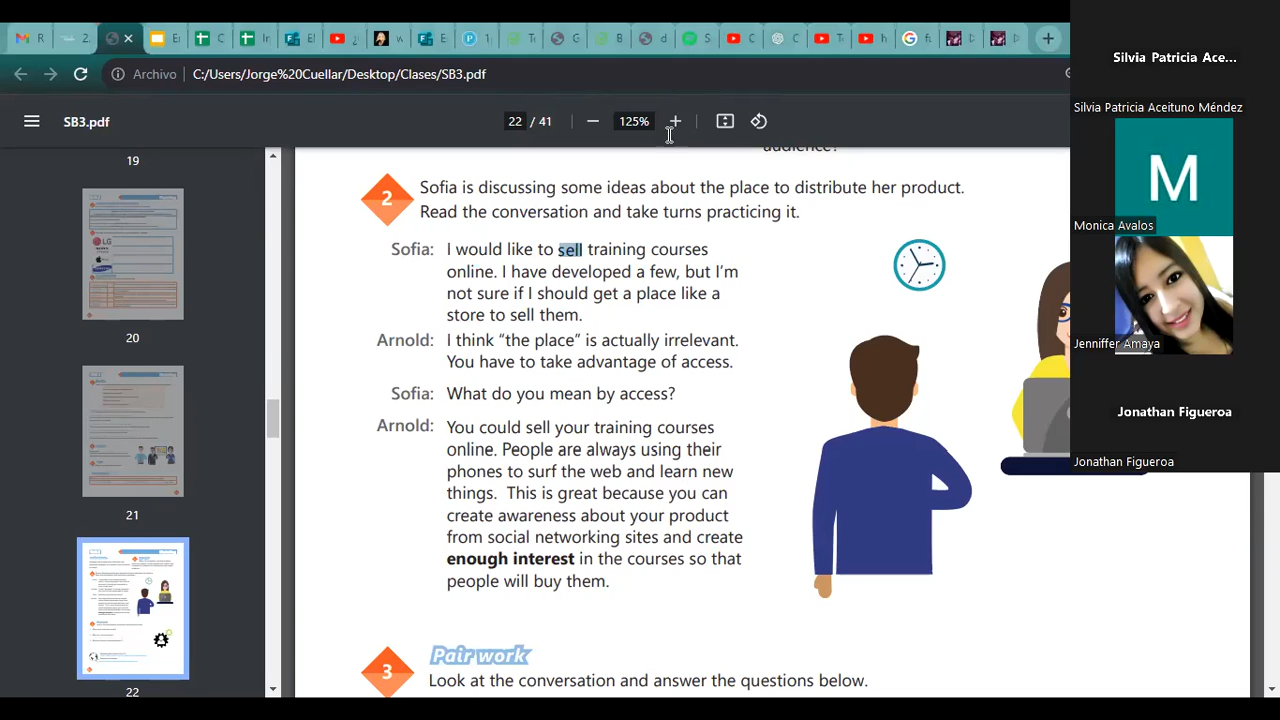 R
2.
E
C
Ir
El
E
P
T
G
B
d
S
C
C
T
h
G f
D
D
Archivo
C:/Users/Jorge%20Cuellar/Desktop/Clases/SB3.pdf
SB3.pdf
22 / 41
125%
19
20
21
22
audience?
2
Sofia is discussing some ideas about the place to distribute her product.
Read the conversation and take turns practicing it.
Sofia: I would like to sell training courses
online. I have developed a few, but I'm
not sure if I should get a place like a
store to sell them.
Arnold: I think “the place” is actually irrelevant.
You have to take advantage of access.
Sofia: What do you mean by access?
Arnold: You could sell your training courses
online. People are always using their
phones to surf the web and learn new
things. This is great because you can
create awareness about your product
from social networking sites and create
enough interest in the courses so that
people will buy them.
3
Pair work
Look at the conversation and answer the questions below.
Silvia Patricia Ace...
Silvia Patricia Aceituno Méndez
M
Monica Avalos
Jenniffer Amaya
Jonathan Figueroa
Jonathan Figueroa